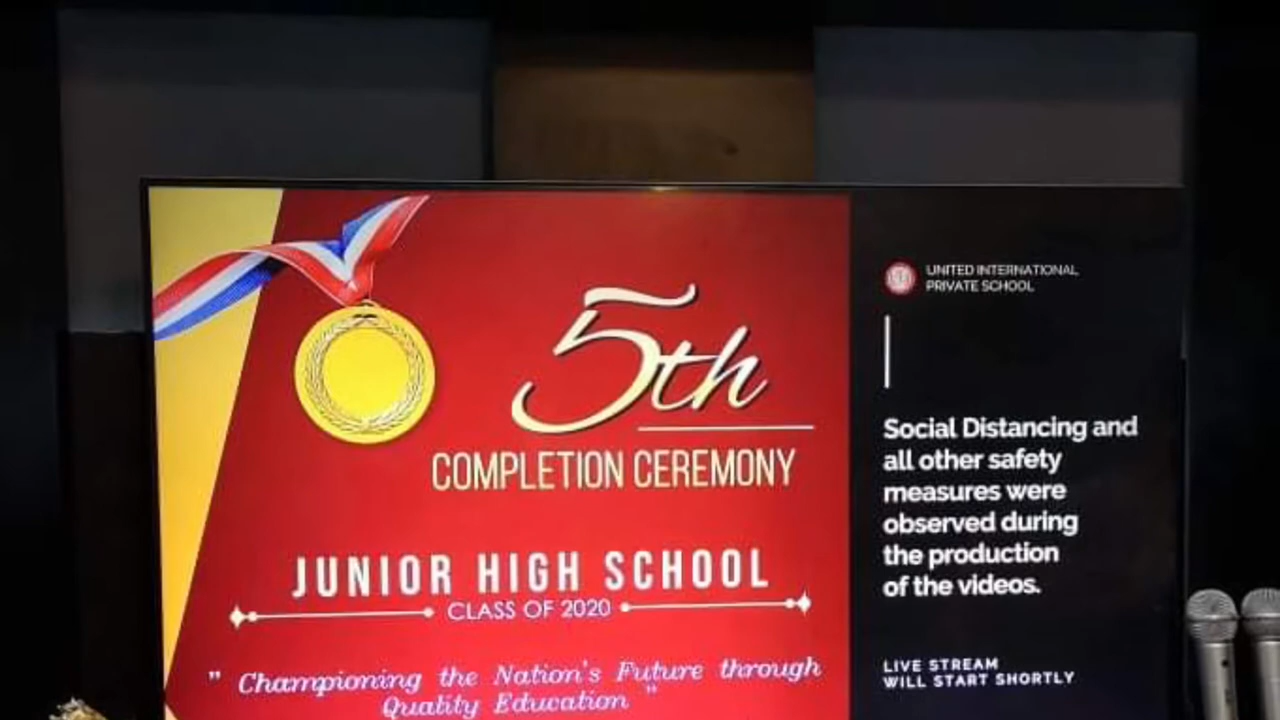 5th
COMPLETION CEREMONY
JUNIOR HIGH SCHOOL
CLASS OF 2020
" Championing the Nation's Future through
Quality Education "
UNITED INTERNATIONAL
PRIVATE SCHOOL
Social Distancing and
all other safety
measures were
observed during
the production
of the videos.
LIVE STREAM
WILL START SHORTLY